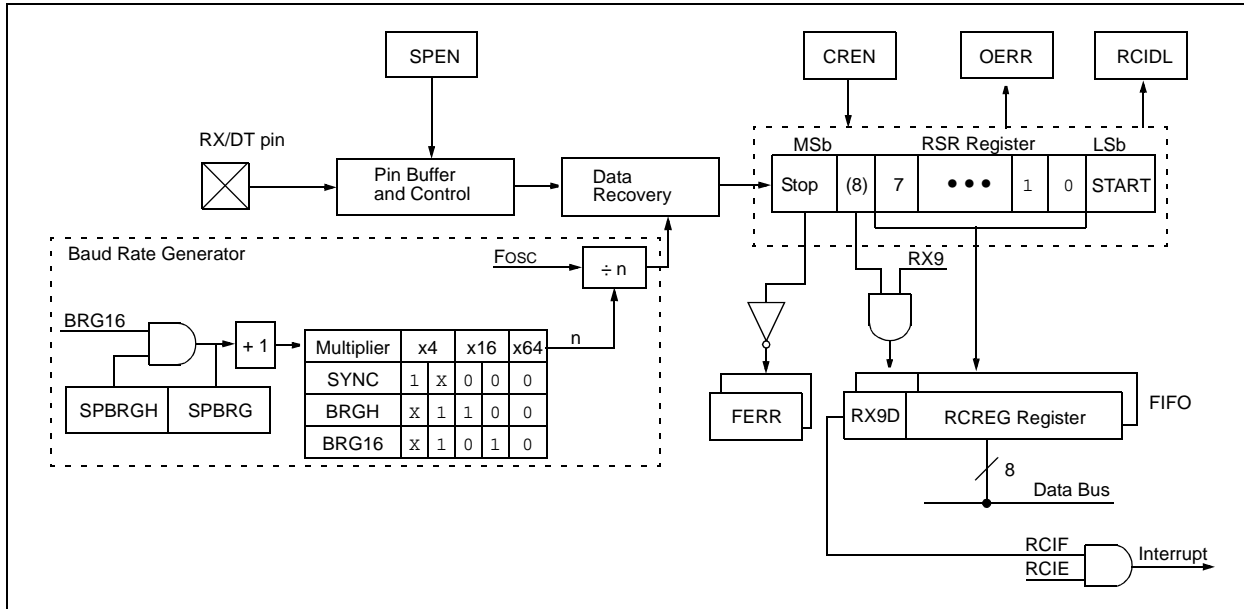 SPEN
CREN
OERR
RCIDL
RX/DT pin
Pin Buffer
and Control
Data
Recovery
MSb
RSR Register
LSb
Stop (8) 7 ••• 1 0 START
Baud Rate Generator
FOSC
÷ n
RX9
BRG16
+ 1
n
Multiplier x4 x16 x64
SYNC 1 X 0 0 0
BRGH X 1 1 0 0
BRG16 X 1 0 1 0
SPBRGH SPBRG
FERR
RX9D RCREG Register
FIFO
8
Data Bus
RCIF
RCIE
Interrupt